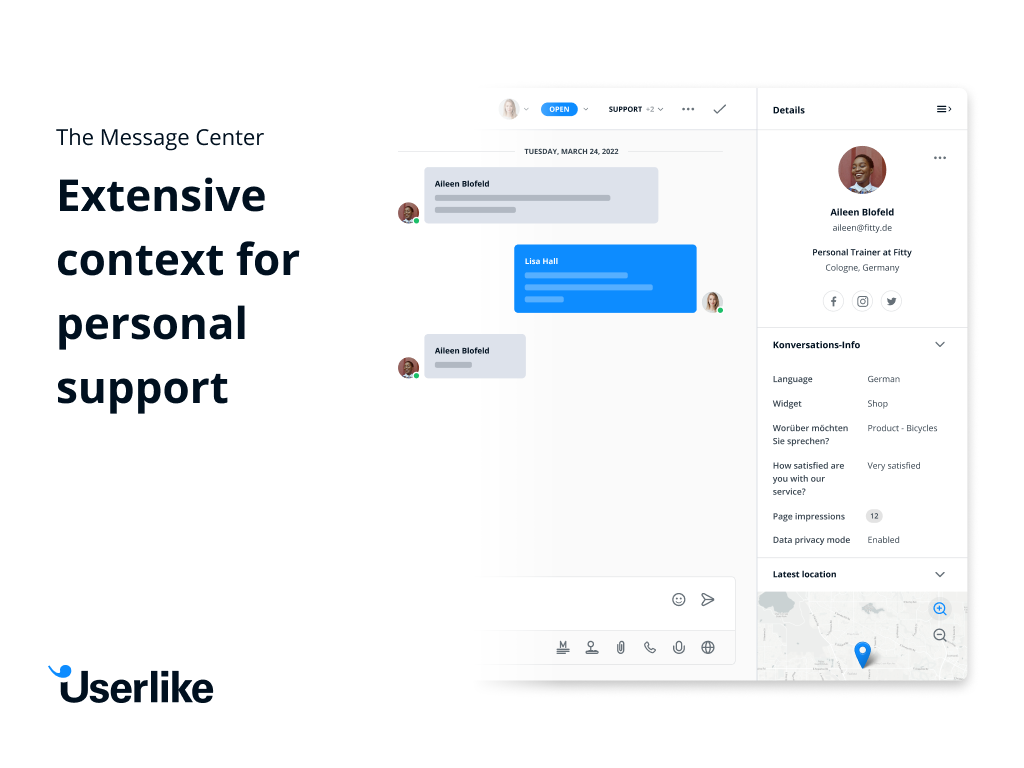 The Message Center
Extensive
context for
personal
support
Userlike
OPEN
SUPPORT +2
TUESDAY, MARCH 24, 2022
Aileen Blofeld
Lisa Hall
Aileen Blofeld
M
Details
Aileen Blofeld
aileen@fitty.de
Personal Trainer at Fitty
Cologne, Germany
Konversations-Info
Language German
Widget Shop
Worüber möchten Product - Bicycles
Sie sprechen?
How satisfied are Very satisfied
you with our
service?
Page impressions 12
Data privacy mode Enabled
Latest location